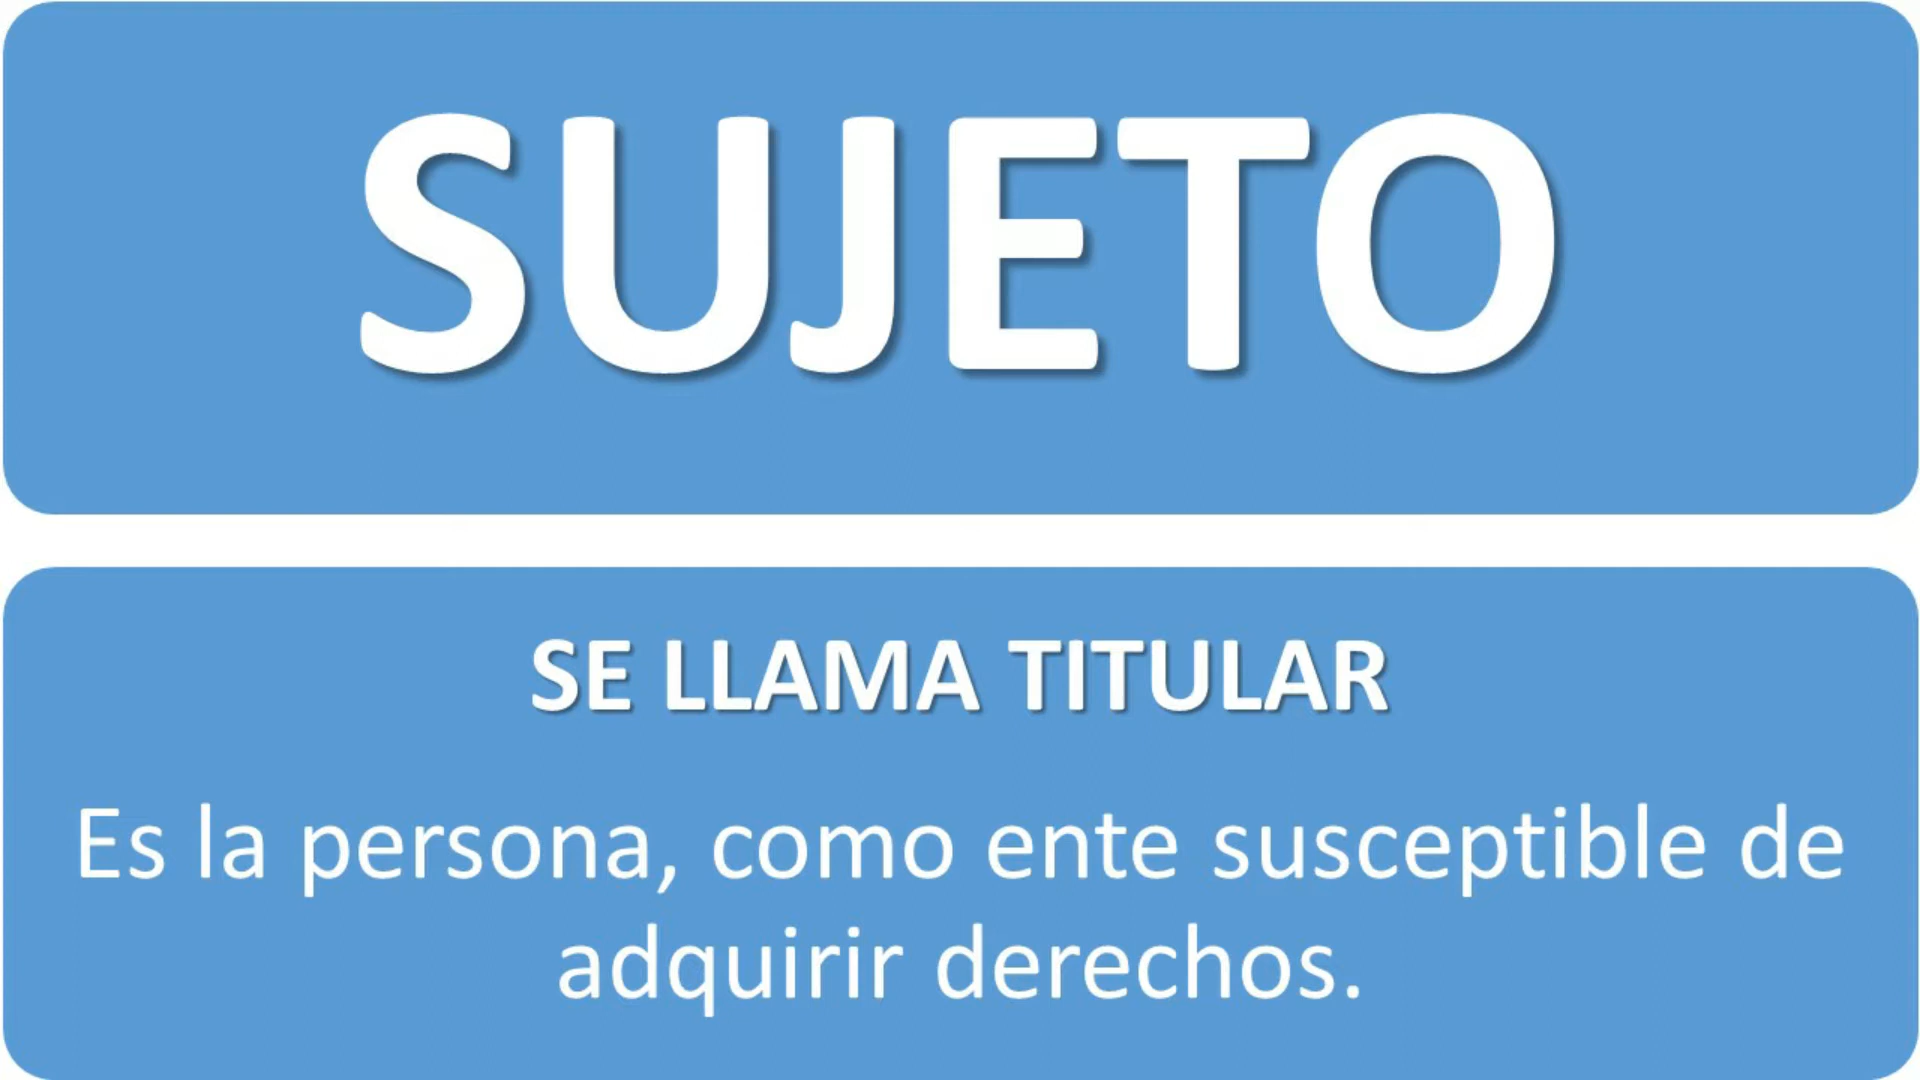 SUJETO
SE LLAMA TITULAR
Es la persona, como ente susceptible de
adquirir derechos.